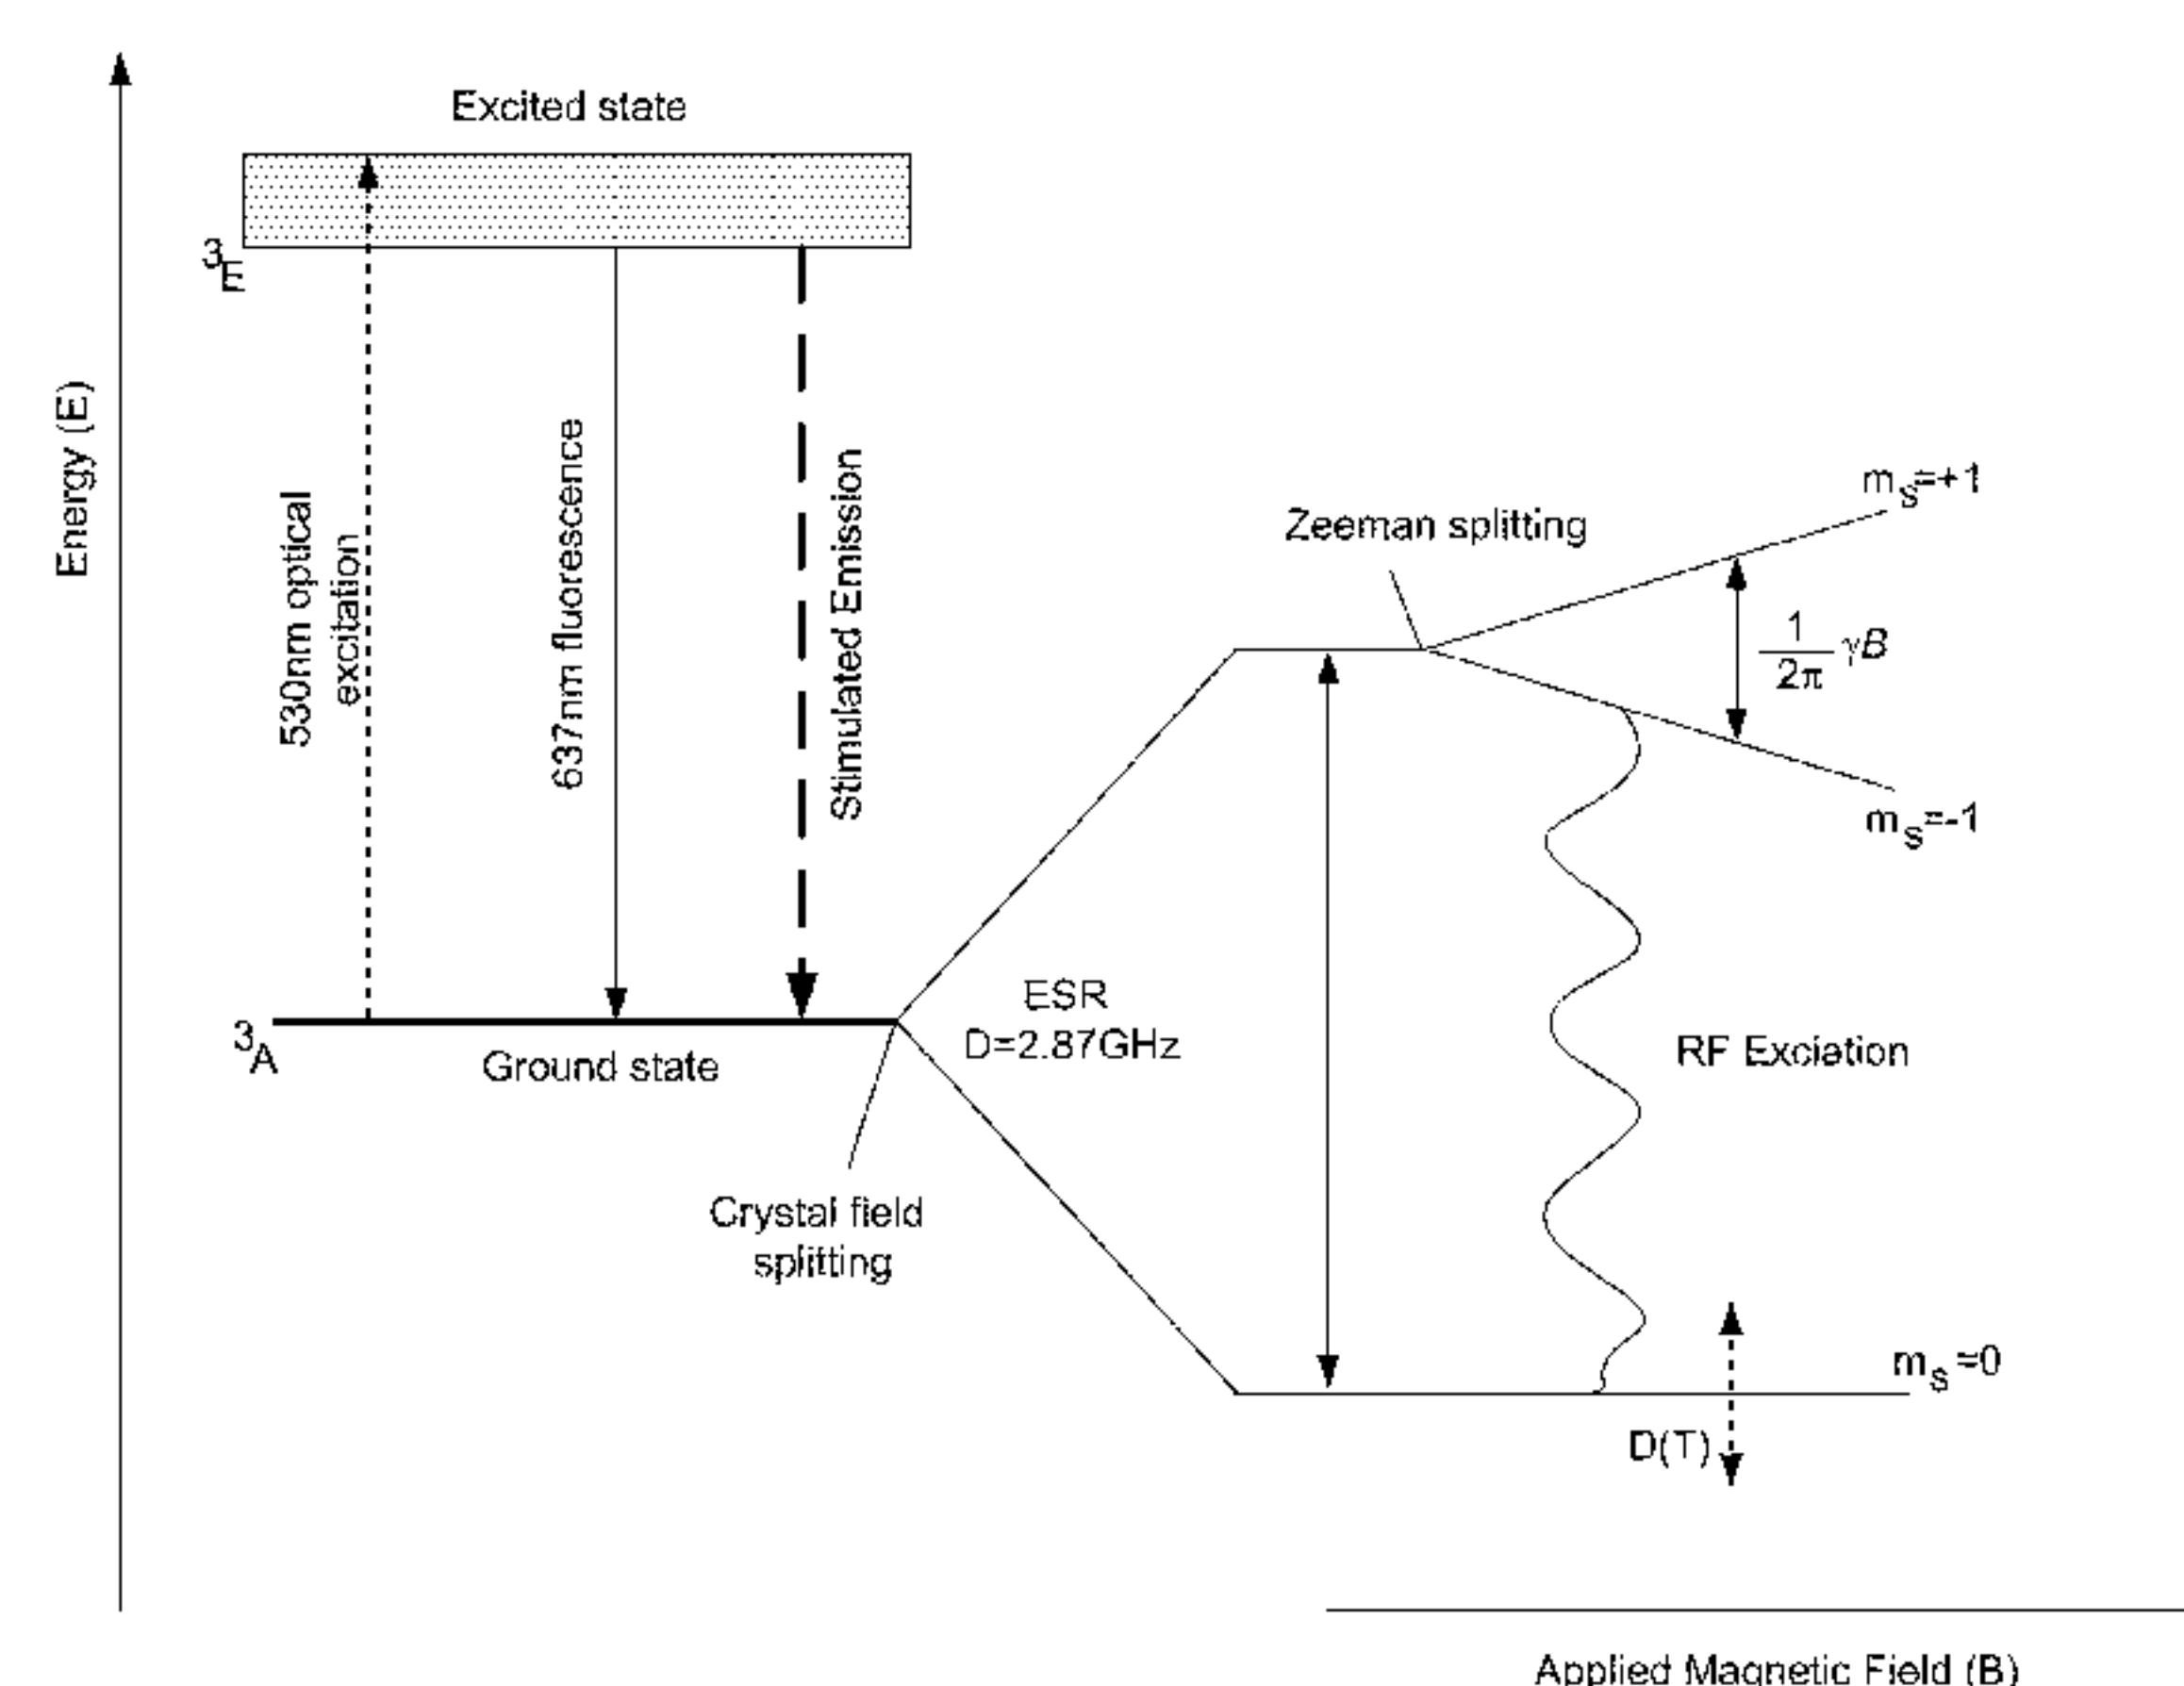 Excited state
³E
Energy (E)
530nm optical
excitation
637nm fluorescence
Stimulated Emission
Zeeman splitting
mₛ=+1
1
2π
γB
mₛ=-1
ESR
D=2.87GHz
³A
Ground state
RF Exciation
Crystal field
splitting
mₛ=0
D(T)
Applied Magnetic Field (B)